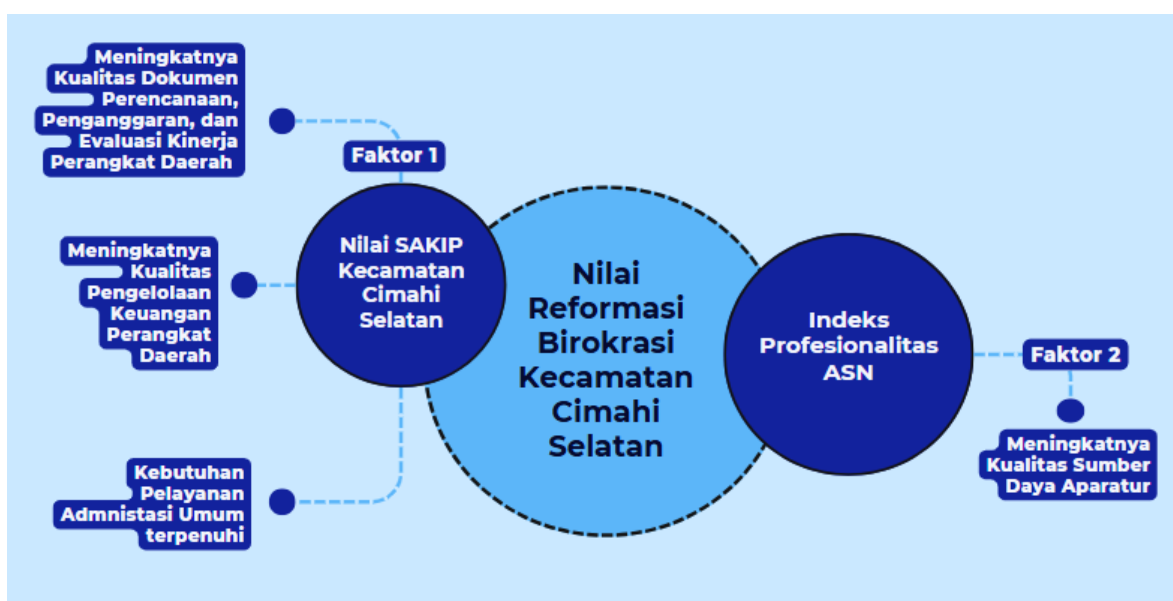 Meningkatnya
Kualitas Dokumen
Perencanaan,
Penganggaran, dan
Evaluasi Kinerja
Perangkat Daerah
Faktor 1
Nilai SAKIP
Kecamatan
Cimahi
Selatan
Meningkatnya
Kualitas
Pengelolaan
Keuangan
Perangkat
Daerah
Kebutuhan
Pelayanan
Admnistasi Umum
terpenuhi
Nilai
Reformasi
Birokrasi
Kecamatan
Cimahi
Selatan
Indeks
Profesionalitas
ASN
Faktor 2
Meningkatnya
Kualitas Sumber
Daya Aparatur